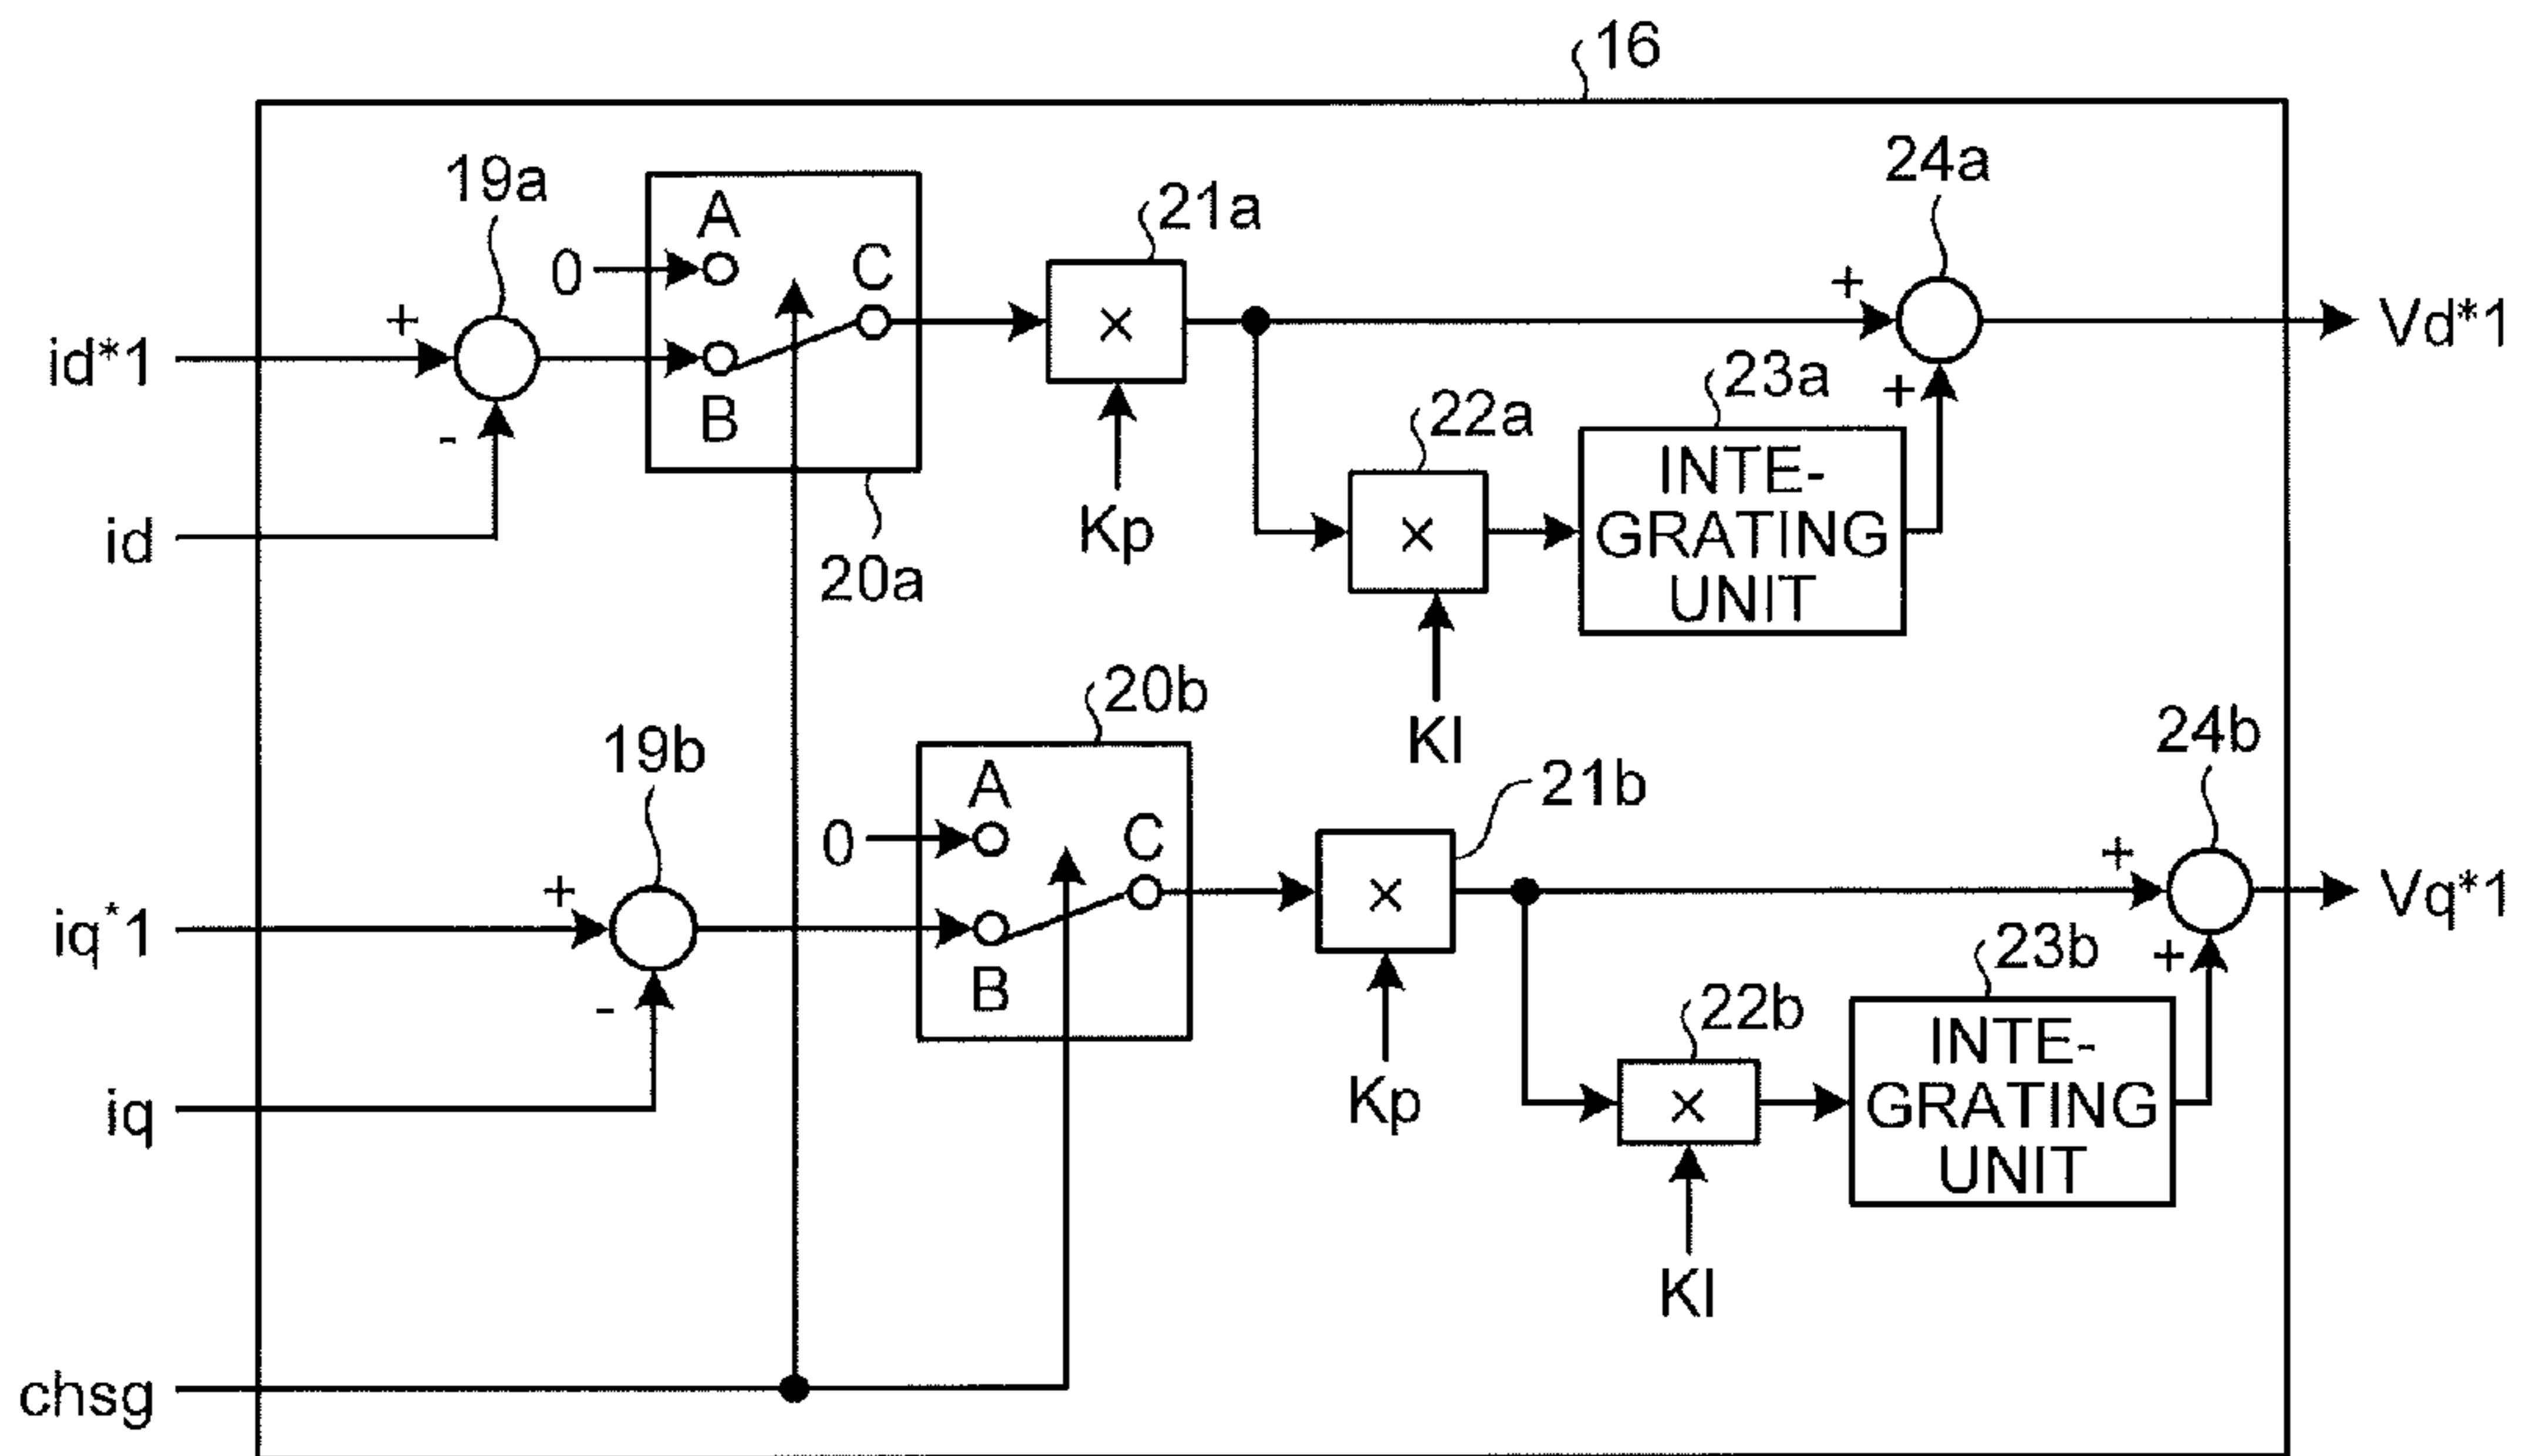 16
19a
A
0
C
B
20a
21a
×
Kp
24a
+
+
Vd*1
id*1
+
-
id
22a
×
KI
23a
INTE-
GRATING
UNIT
20b
19b
A
0
C
B
21b
×
Kp
24b
+
+
Vq*1
iq*1
+
-
iq
22b
×
KI
23b
INTE-
GRATING
UNIT
chsg